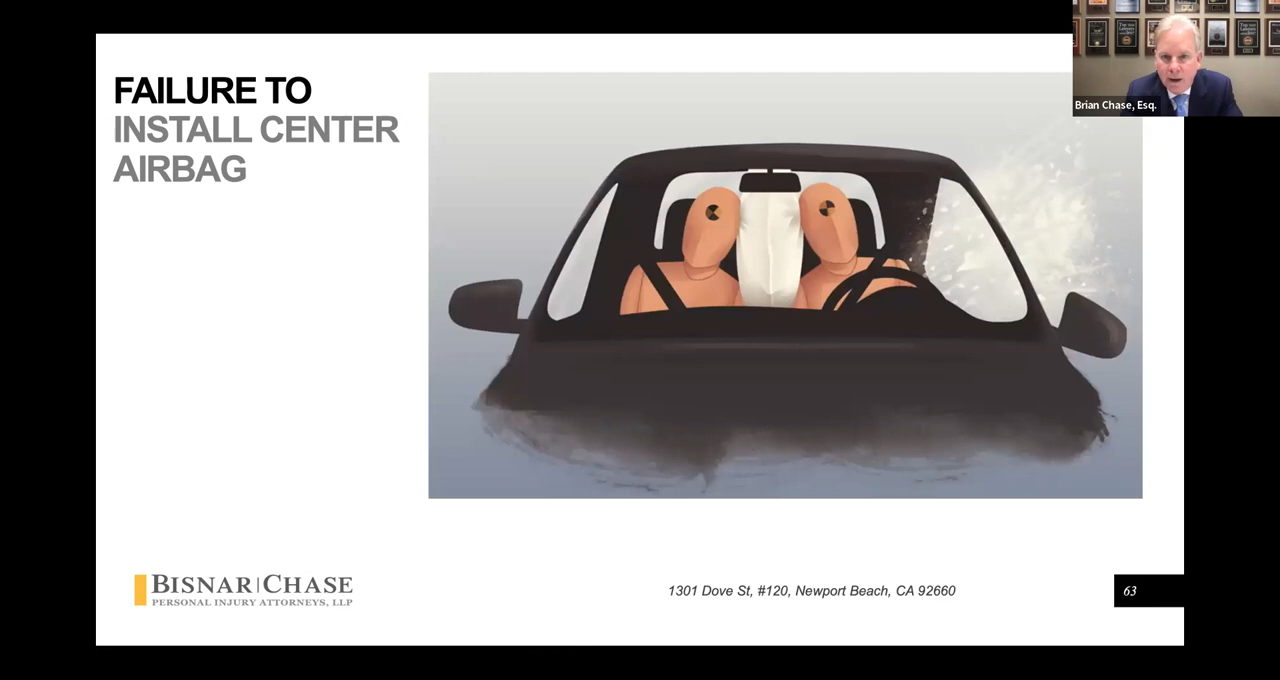 FAILURE TO
INSTALL CENTER
AIRBAG
Brian Chase, Esq.
BISNAR|CHASE
PERSONAL INJURY ATTORNEYS, LLP
1301 Dove St, #120, Newport Beach, CA 92660
63